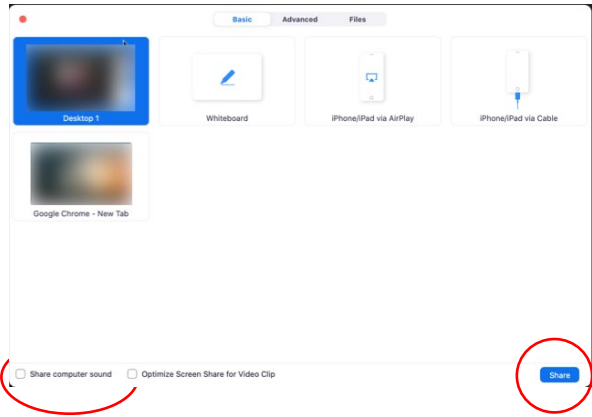 Basic Advanced Files
Desktop 1 Whiteboard iPhone/iPad via AirPlay iPhone/iPad via Cable
Google Chrome - New Tab
Share computer sound Optimize Screen Share for Video Clip Share